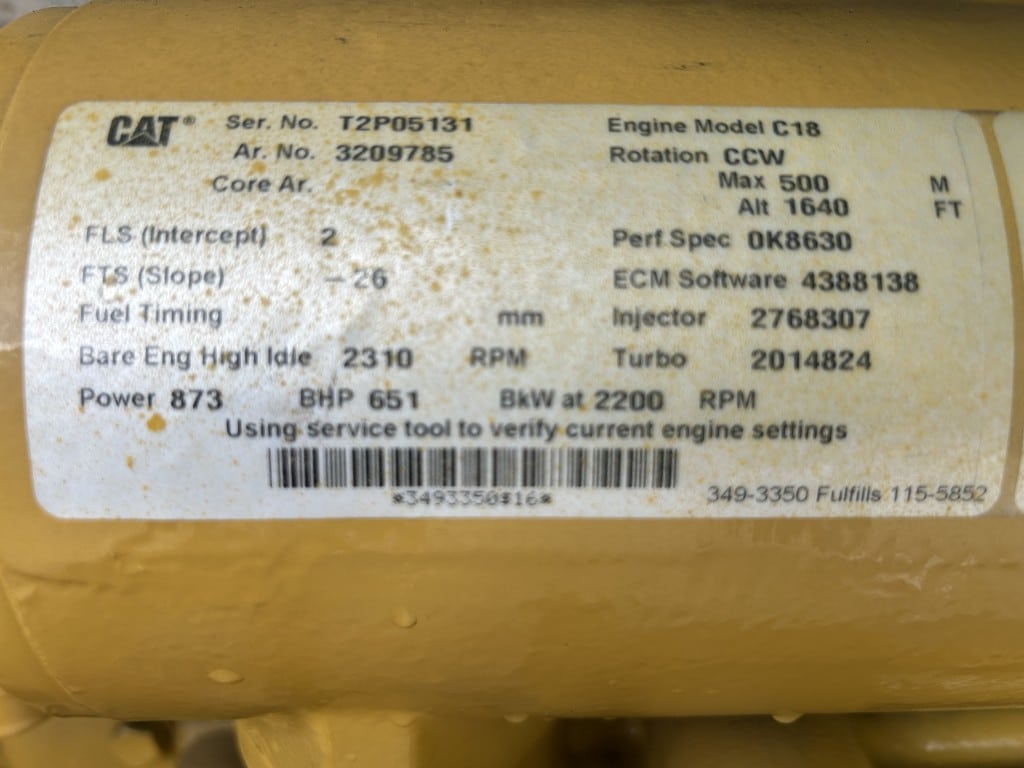 CAT® Ser. No. T2P05131 Engine Model C18
Ar. No. 3209785 Rotation CCW
Core Ar. Max 500 M
Alt 1640 FT
FLS (Intercept) 2 Perf Spec 0K8630
FTS (Slope) -26 ECM Software 4388138
Fuel Timing mm Injector 2768307
Bare Eng High Idle 2310 RPM Turbo 2014824
Power 873 BHP 651 BkW at 2200 RPM
Using service tool to verify current engine settings
*3493350$16*
349-3350 Fulfills 115-5852